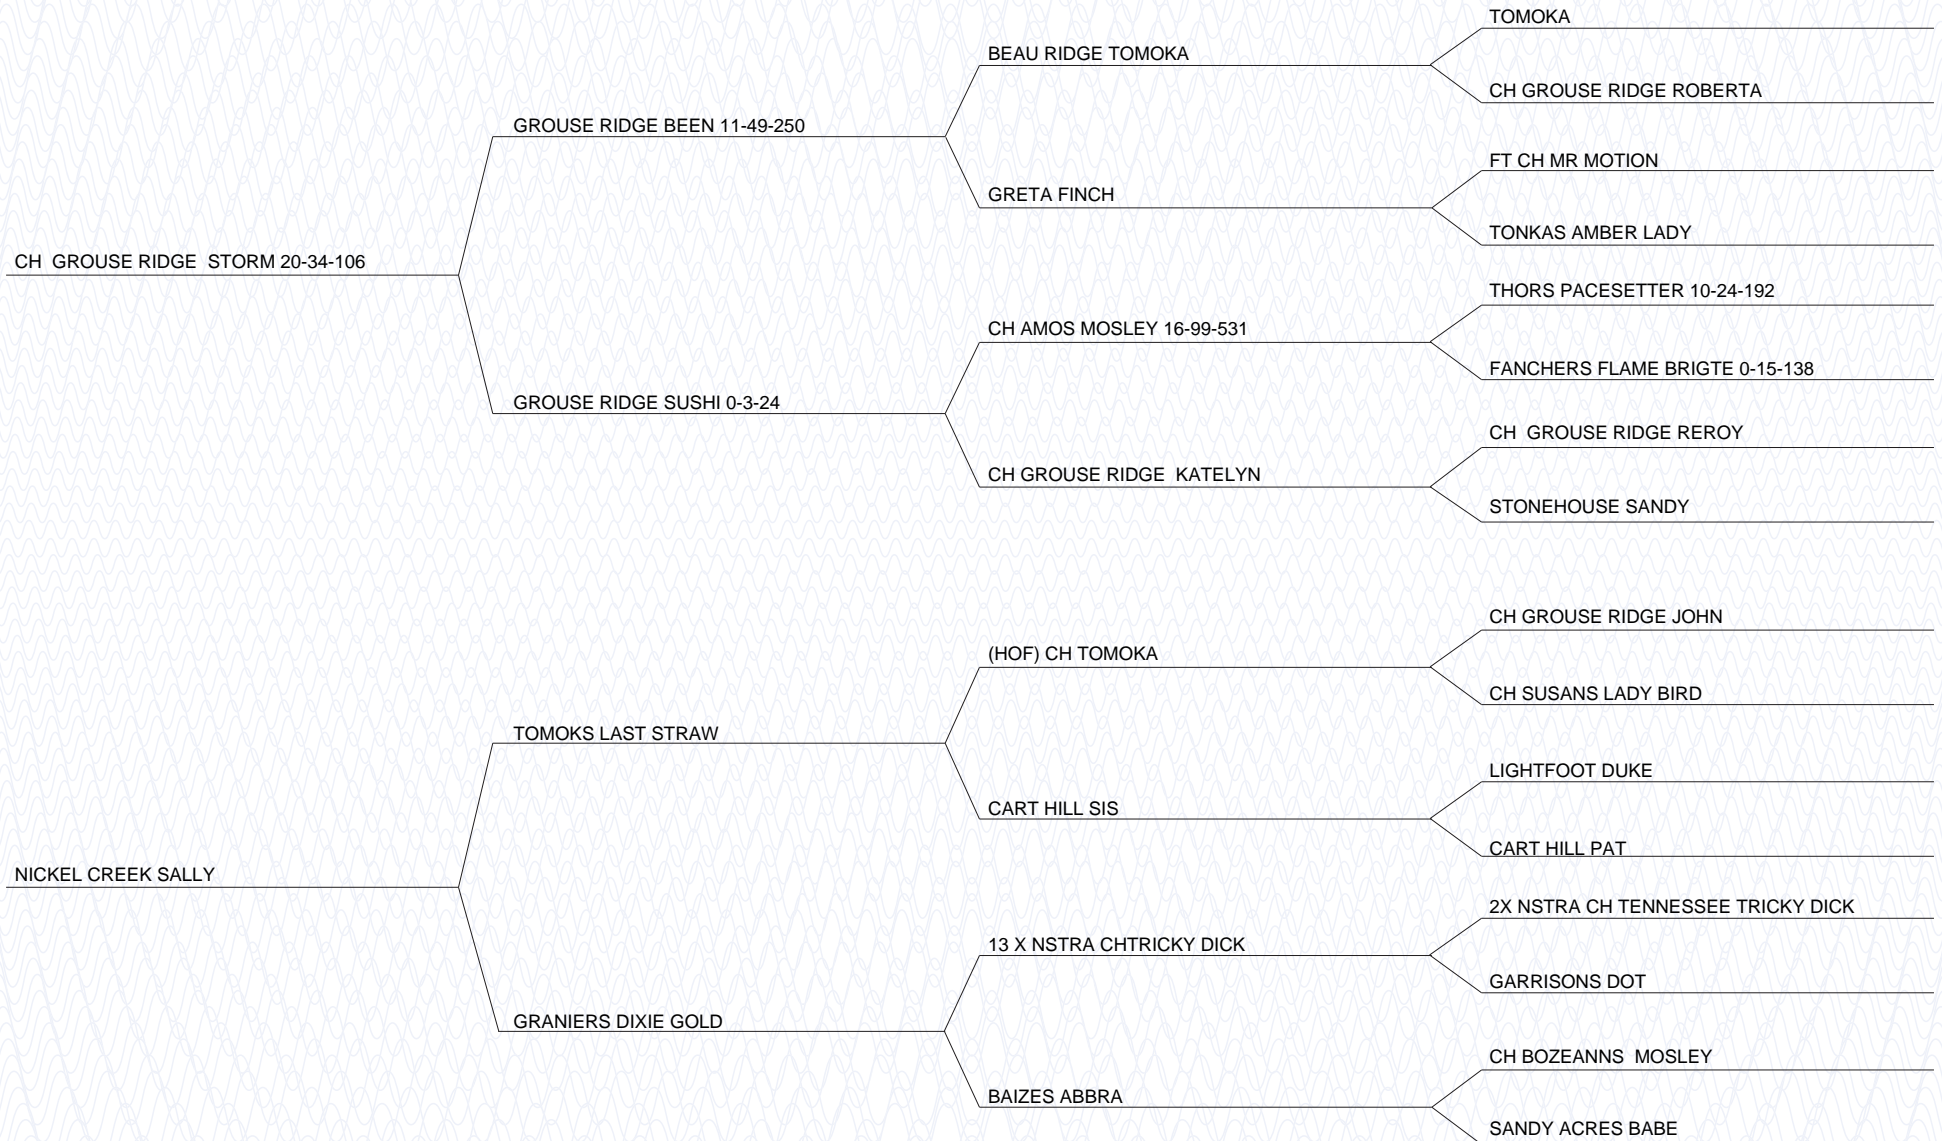 TOMOKA
BEAU RIDGE TOMOKA
CH GROUSE RIDGE ROBERTA
GROUSE RIDGE BEEN 11-49-250
FT CH MR MOTION
GRETA FINCH
TONKAS AMBER LADY
CH  GROUSE RIDGE  STORM 20-34-106
THORS PACESETTER 10-24-192
CH AMOS MOSLEY 16-99-531
FANCHERS FLAME BRIGTE 0-15-138
GROUSE RIDGE SUSHI 0-3-24
CH  GROUSE RIDGE REROY
CH GROUSE RIDGE  KATELYN
STONEHOUSE SANDY
CH GROUSE RIDGE JOHN
(HOF) CH TOMOKA
CH SUSANS LADY BIRD
TOMOKS LAST STRAW
LIGHTFOOT DUKE
CART HILL SIS
CART HILL PAT
NICKEL CREEK SALLY
2X NSTRA CH TENNESSEE TRICKY DICK
13 X NSTRA CHTRICKY DICK
GARRISONS DOT
GRANIERS DIXIE GOLD
CH BOZEANNS  MOSLEY
BAIZES ABBRA
SANDY ACRES BABE